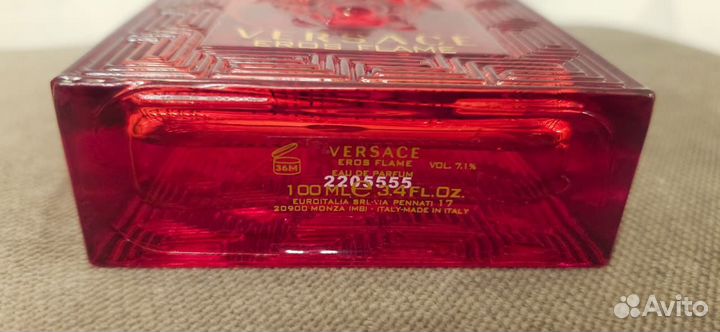 VERSACE
EROS FLAME
36M
VERSACE
EROS FLAME
VOL. 71%
EAU DE PARFUM
2205555
100 ML ℮ 3.4 FL.OZ.
EUROITALIA SRL-VIA PENNATI 17
20900 MONZA (MB) - ITALY-MADE IN ITALY
Avito